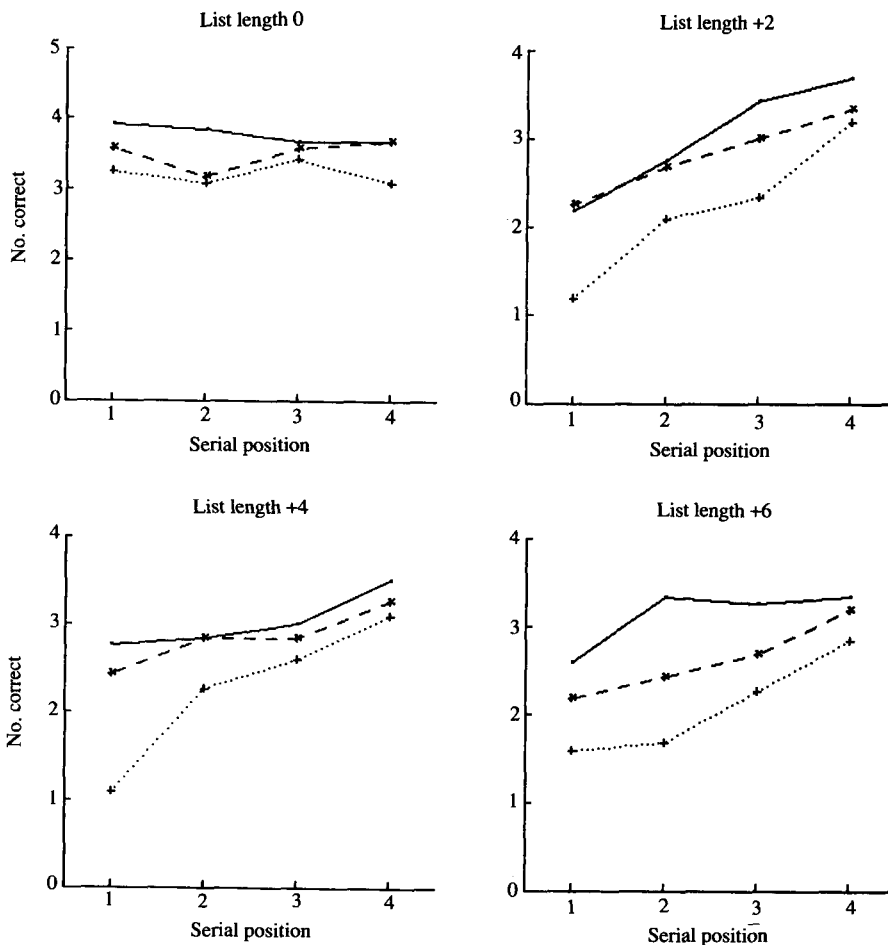 List length 0
5
4
3
2
1
0
No. correct
1 2 3 4
Serial position
List length +2
4
3
2
1
0
1 2 3 4
Serial position
List length +4
4
3
2
1
0
No. correct
1 2 3 4
Serial position
List length +6
4
3
2
1
0
1 2 3 4
Serial position